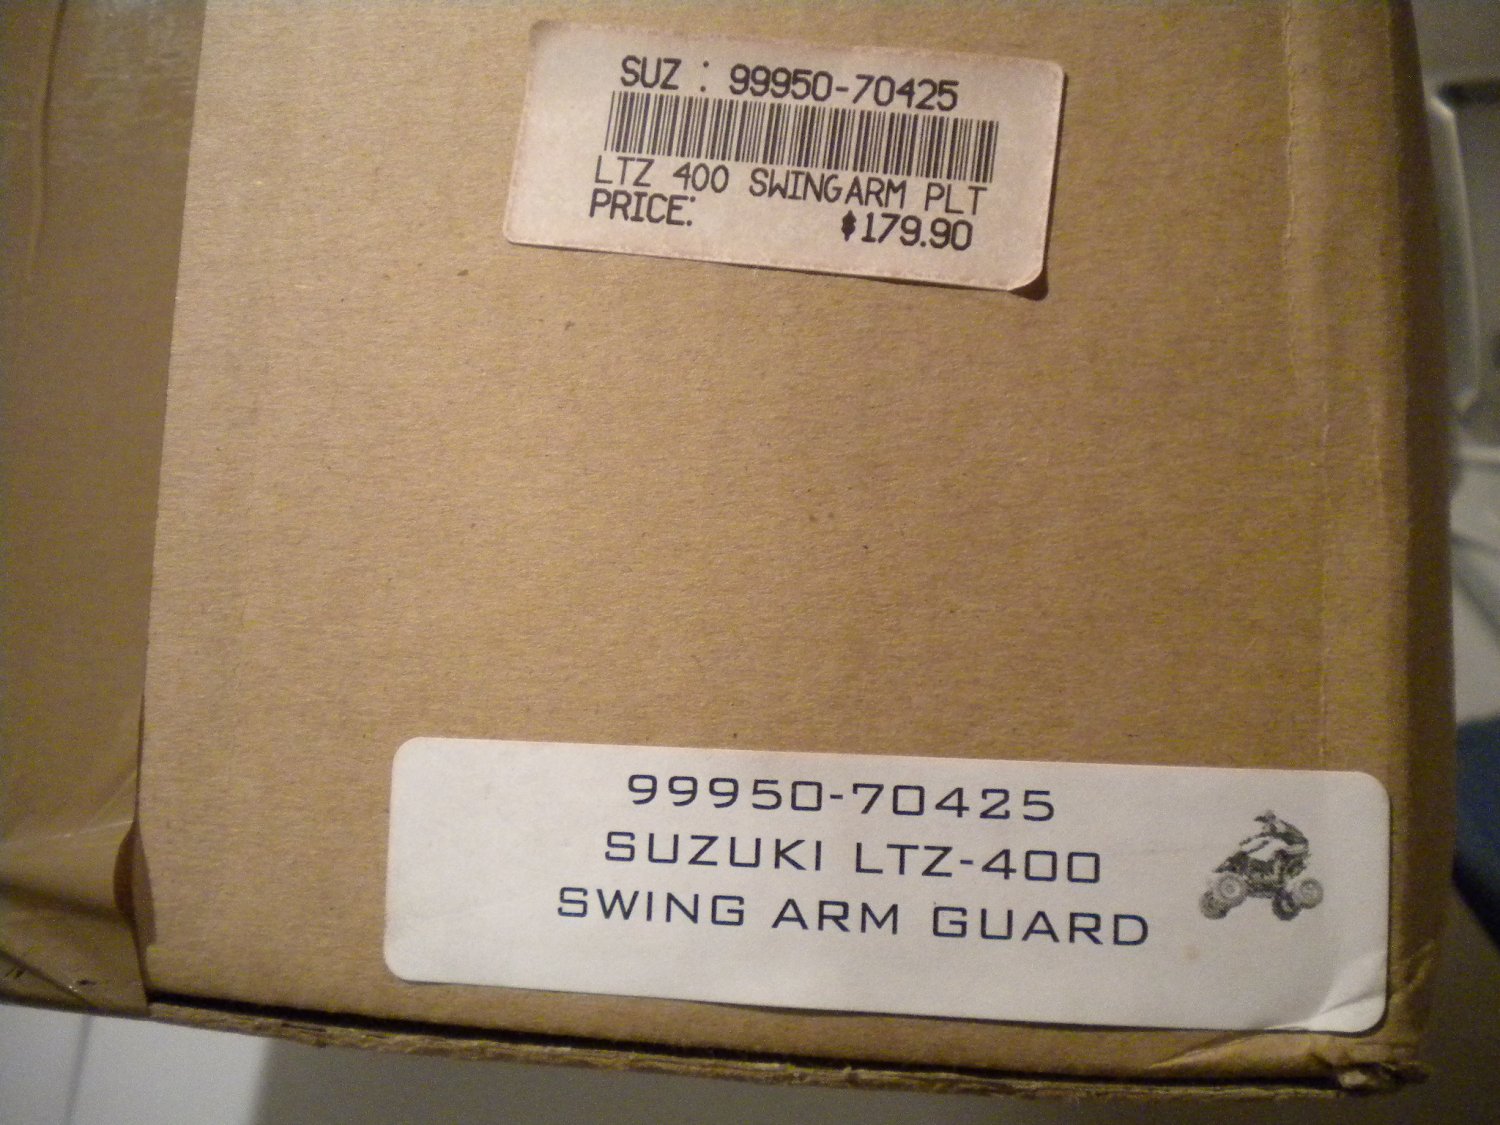 SUZ : 99950-70425
LTZ 400 SWINGARM PLT
PRICE: $179.90
99950-70425
SUZUKI LTZ-400
SWING ARM GUARD